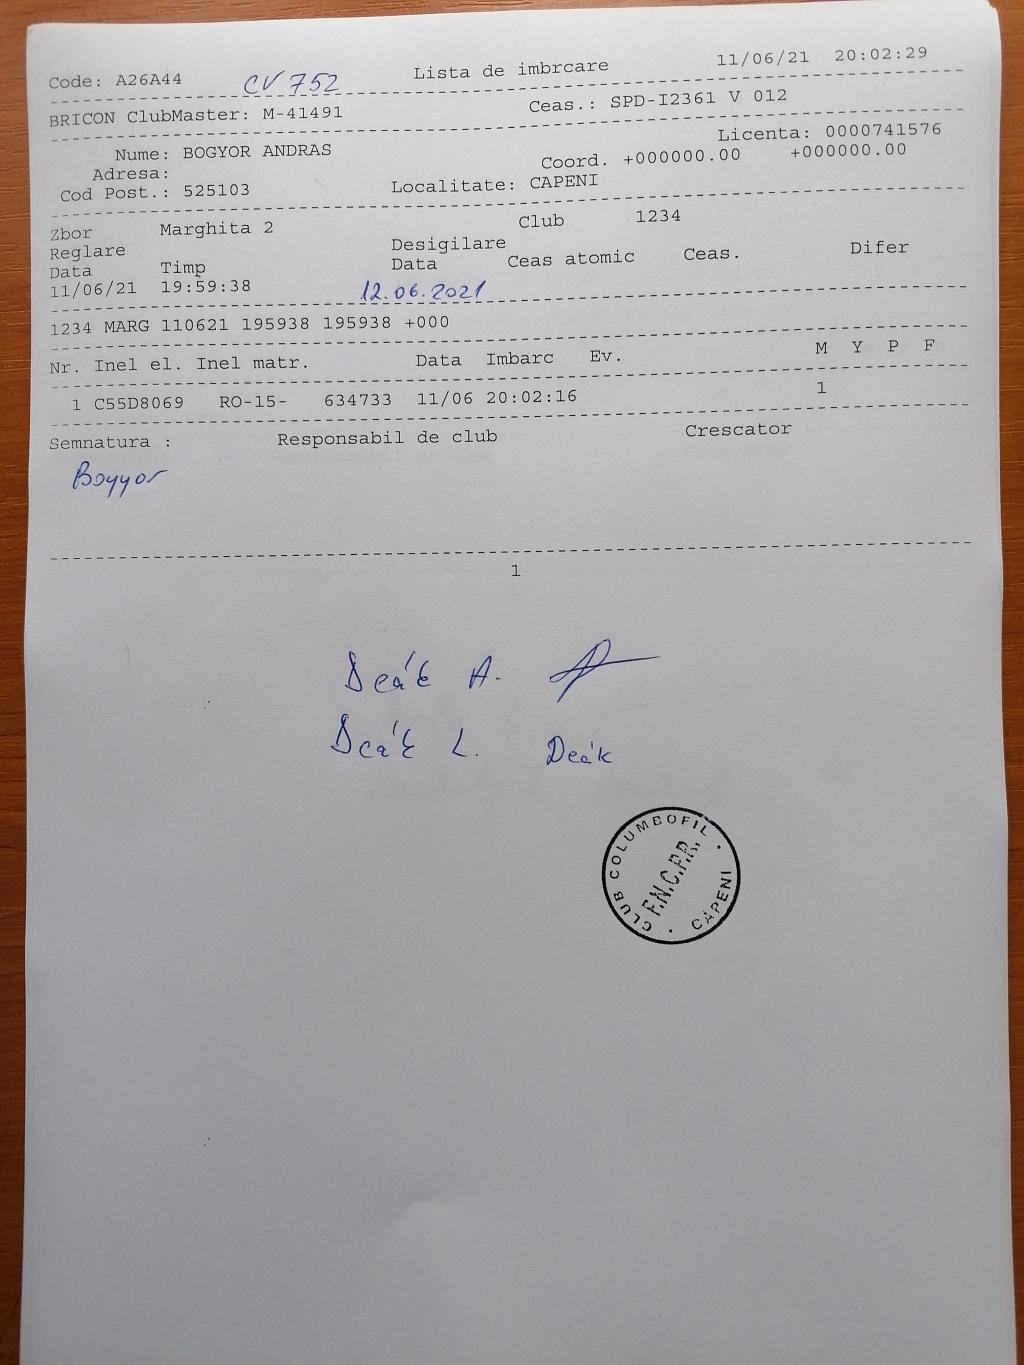 Code: A26A44 CV 752 Lista de imbrcare 11/06/21 20:02:29
BRICON ClubMaster: M-41491 Ceas.: SPD-I2361 V 012
Licenta: 0000741576
Nume: BOGYOR ANDRAS Coord. +000000.00 +000000.00
Adresa:
Cod Post.: 525103 Localitate: CAPENI
Zbor Marghita 2 Club 1234
Reglare Desigilare
Data Timp Data Ceas atomic Ceas. Difer
11/06/21 19:59:38 12.06.2021
1234 MARG 110621 195938 195938 +000
Nr. Inel el. Inel matr. Data Imbarc Ev. M Y P F
1 C55D8069 RO-15- 634733 11/06 20:02:16 1
Semnatura : Responsabil de club Crescator
Bogyor
1
Deák A.
Deák L. Deák
CLUB COLUMBOFIL · CAPENI ·
F.N.C.P.R.